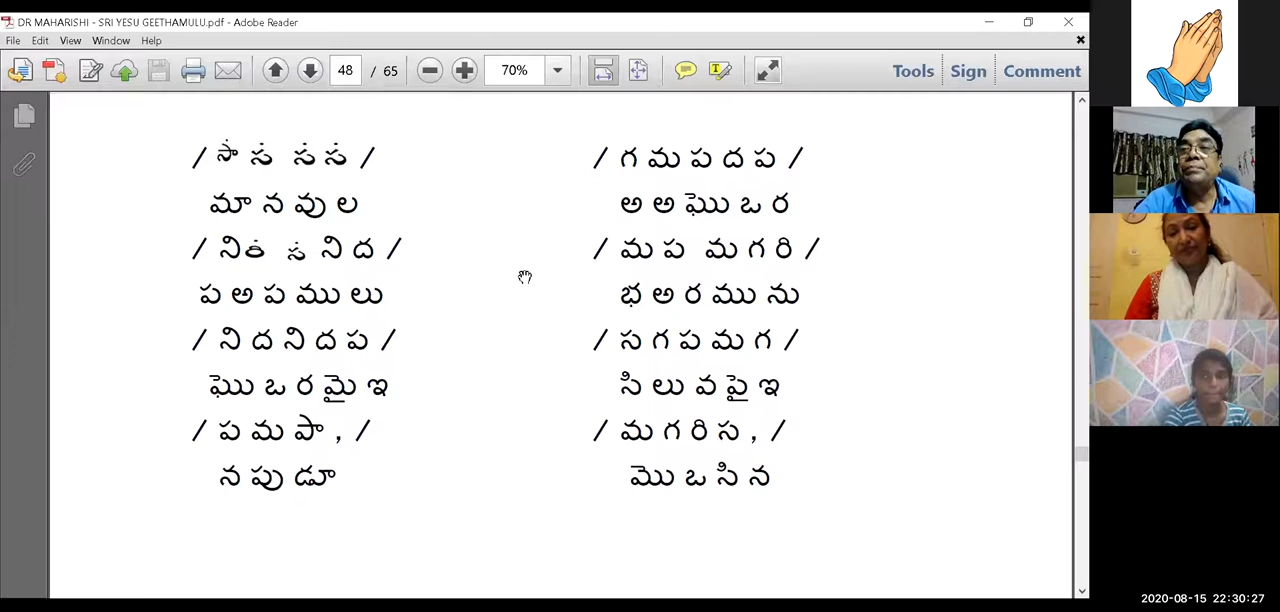 DR MAHARISHI - SRI YESU GEETHAMULU.pdf - Adobe Reader
File Edit View Window Help
48 / 65 70% Tools Sign Comment
/ సాఁ సఁ సఁ సఁ /
మా న వు ల
/ ని రిఁ సఁ ని ద /
ప అ ప ము లు
/ ని ద ని ద ప /
ఘొ ఒ ర మై ఇ
/ ప మ పా , /
న పు డూ
/ గ మ ప ద ప /
అ అ ఘొ ఒ ర
/ మ ప మ గ రి /
భ అ ర ము ను
/ స గ ప మ గ /
సి లు వ పై ఇ
/ మ గ రి స , /
మొ ఒ సి న
2020-08-15 22:30:27